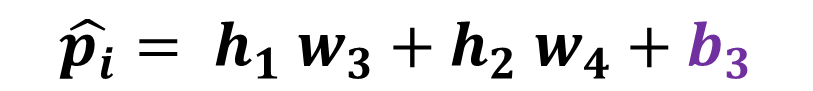 p̂ᵢ = h₁ w₃ + h₂ w₄ + b₃